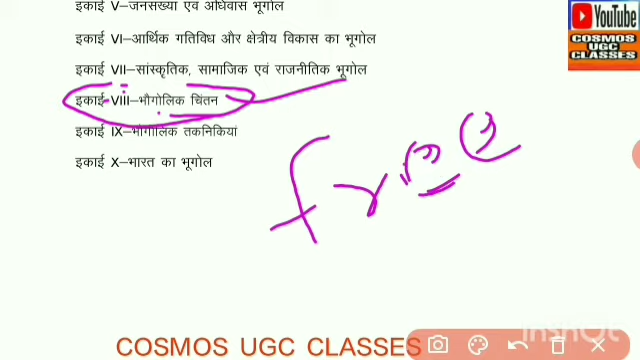 इकाई V–जनसंख्या एवं अधिवास भूगोल
YouTube
COSMOS
UGC
CLASSES
इकाई VI–आर्थिक गतिविध और क्षेत्रीय विकास का भूगोल
इकाई VII–सांस्कृतिक, सामाजिक एवं राजनीतिक भूगोल
इकाई VIII–भौगोलिक चिंतन
इकाई IX–भौगोलिक तकनिकियां
इकाई X–भारत का भूगोल
free
COSMOS UGC CLASSES
InShOt